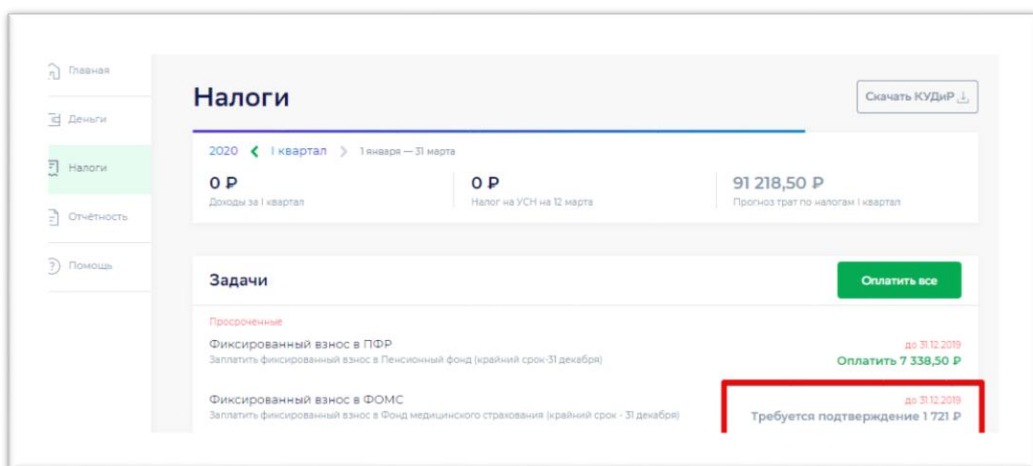 Главная
Деньги
Налоги
Отчётность
Помощь
Налоги
Скачать КУДиР
2020 I квартал 1 января — 31 марта
0 ₽ 0 ₽ 91 218,50 ₽
Доходы за I квартал Налог на УСН на 12 марта Прогноз трат по налогам I квартал
Задачи Оплатить все
Просроченные
Фиксированный взнос в ПФР до 31.12.2019
Заплатить фиксированный взнос в Пенсионный фонд (крайний срок-31 декабря) Оплатить 7 338,50 ₽
Фиксированный взнос в ФОМС до 31.12.2019
Заплатить фиксированный взнос в Фонд медицинского страхования (крайний срок - 31 декабря) Требуется подтверждение 1 721 ₽